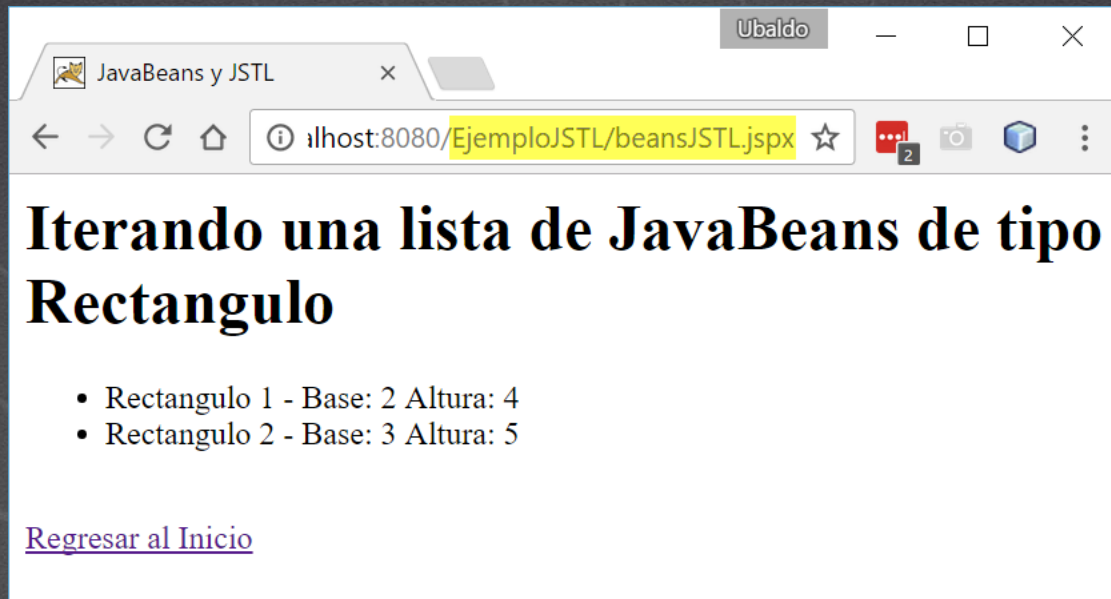 Ubaldo
JavaBeans y JSTL
lhost:8080/EjemploJSTL/beansJSTL.jspx
2
Iterando una lista de JavaBeans de tipo
Rectangulo
• Rectangulo 1 - Base: 2 Altura: 4
• Rectangulo 2 - Base: 3 Altura: 5
Regresar al Inicio